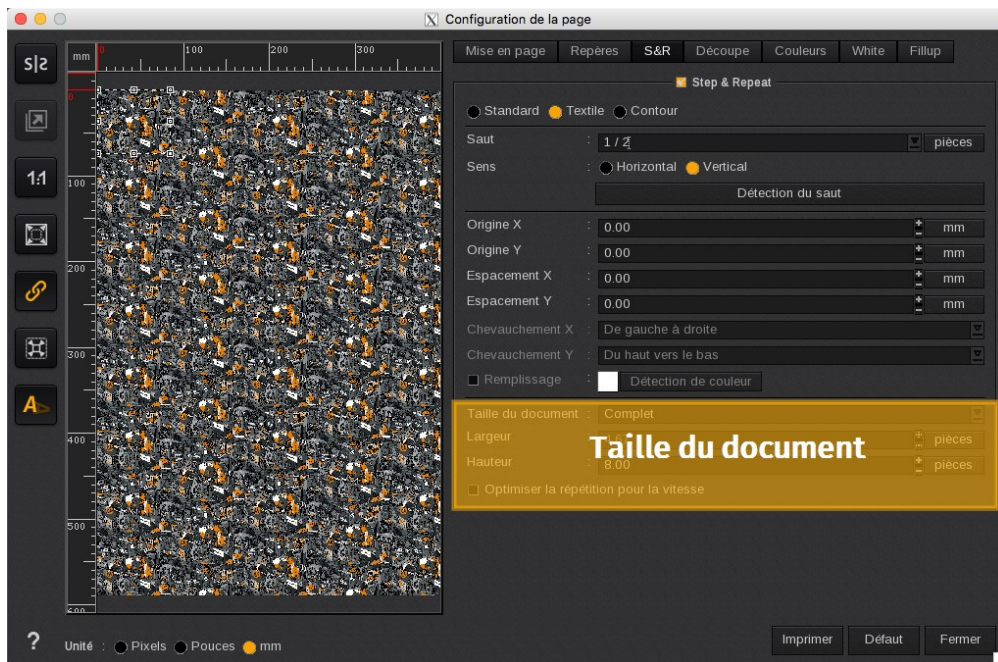 X Configuration de la page
S|S
1:1
A
?
mm
0
100
200
300
0
100
200
300
400
500
600
Mise en page Repères S&R Découpe Couleurs White Fillup
Step & Repeat
Standard Textile Contour
Saut : 1 / 2 pièces
Sens : Horizontal Vertical
Détection du saut
Origine X : 0.00 mm
Origine Y : 0.00 mm
Espacement X : 0.00 mm
Espacement Y : 0.00 mm
Chevauchement X : De gauche à droite
Chevauchement Y : Du haut vers le bas
Remplissage : Détection de couleur
Taille du document : Complet
Largeur : pièces
Taille du document
Hauteur : 8.00 pièces
Optimiser la répétition pour la vitesse
Unité : Pixels Pouces mm
Imprimer Défaut Fermer